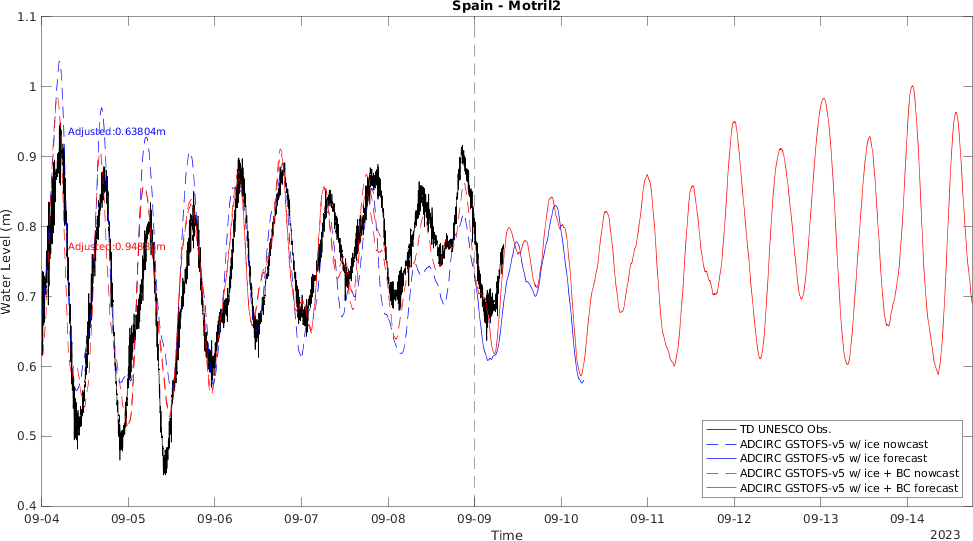 Spain - Motril2
Water Level (m)
1.1
1
0.9
0.8
0.7
0.6
0.5
0.4
Adjusted:0.63804m
09-04
09-05
09-06
09-07
09-08
09-09
09-10
09-11
09-12
09-13
09-14
Time
2023
TD UNESCO Obs.
ADCIRC GSTOFS-v5 w/ ice nowcast
ADCIRC GSTOFS-v5 w/ ice forecast
ADCIRC GSTOFS-v5 w/ ice + BC nowcast
ADCIRC GSTOFS-v5 w/ ice + BC forecast